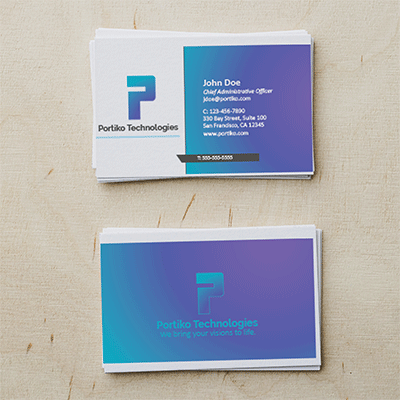 P
Portiko Technologies
John Doe
Chief Administrative Officer
jdoe@portiko.com
C: 123-456-7890
330 Bay Street, Suite 100
San Francisco, CA 12345
www.portiko.com
T: 555-555-5555
P
Portiko Technologies
We bring your visions to life.